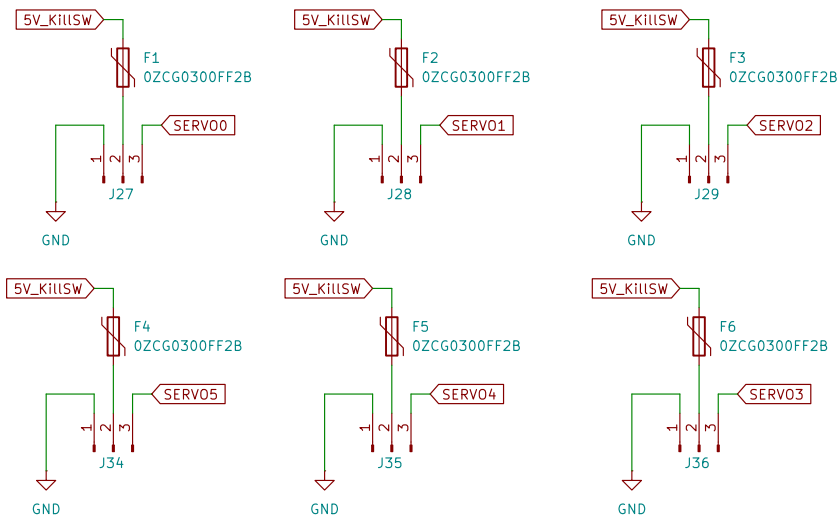 5V_KillSW
F1
0ZCG0300FF2B
SERVO0
1
2
3
J27
GND
5V_KillSW
F2
0ZCG0300FF2B
SERVO1
1
2
3
J28
GND
5V_KillSW
F3
0ZCG0300FF2B
SERVO2
1
2
3
J29
GND
5V_KillSW
F4
0ZCG0300FF2B
SERVO5
1
2
3
J34
GND
5V_KillSW
F5
0ZCG0300FF2B
SERVO4
1
2
3
J35
GND
5V_KillSW
F6
0ZCG0300FF2B
SERVO3
1
2
3
J36
GND